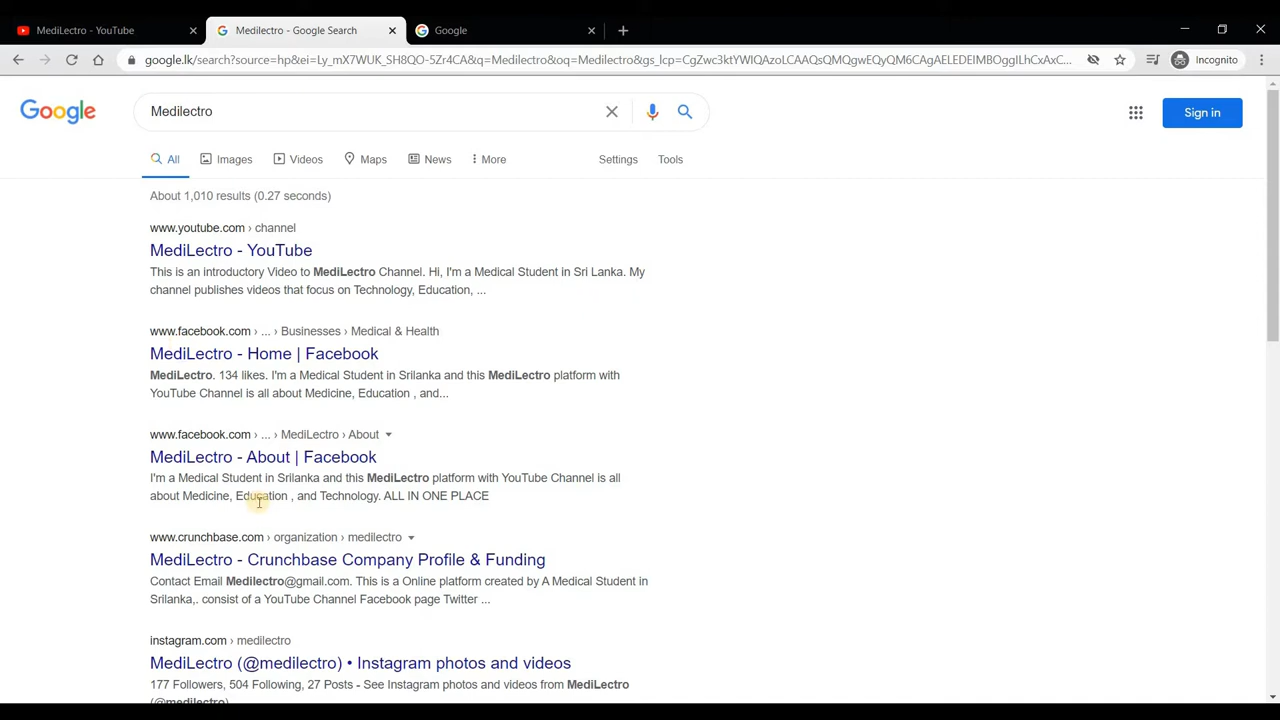 MediLectro - YouTube
Medilectro - Google Search
Google
google.lk/search?source=hp&ei=Ly_mX7WUK_SH8QO-5Zr4CA&q=Medilectro&oq=Medilectro&gs_lcp=CgZwc3ktYWIQAzoLCAAQsQMQgwEQyQM6CAgAELEDEIMBOggILhCxAxC...
Incognito
Google
Medilectro
Sign in
All
Images
Videos
Maps
News
More
Settings
Tools
About 1,010 results (0.27 seconds)
www.youtube.com › channel
MediLectro - YouTube
This is an introductory Video to MediLectro Channel. Hi, I'm a Medical Student in Sri Lanka. My
channel publishes videos that focus on Technology, Education, ...
www.facebook.com › ... › Businesses › Medical & Health
MediLectro - Home | Facebook
MediLectro. 134 likes. I'm a Medical Student in Srilanka and this MediLectro platform with
YouTube Channel is all about Medicine, Education , and...
www.facebook.com › ... › MediLectro › About
MediLectro - About | Facebook
I'm a Medical Student in Srilanka and this MediLectro platform with YouTube Channel is all
about Medicine, Education , and Technology. ALL IN ONE PLACE
www.crunchbase.com › organization › medilectro
MediLectro - Crunchbase Company Profile & Funding
Contact Email Medilectro@gmail.com. This is a Online platform created by A Medical Student in
Srilanka,. consist of a YouTube Channel Facebook page Twitter ...
instagram.com › medilectro
MediLectro (@medilectro) • Instagram photos and videos
177 Followers, 504 Following, 27 Posts - See Instagram photos and videos from MediLectro
(@medilectro)